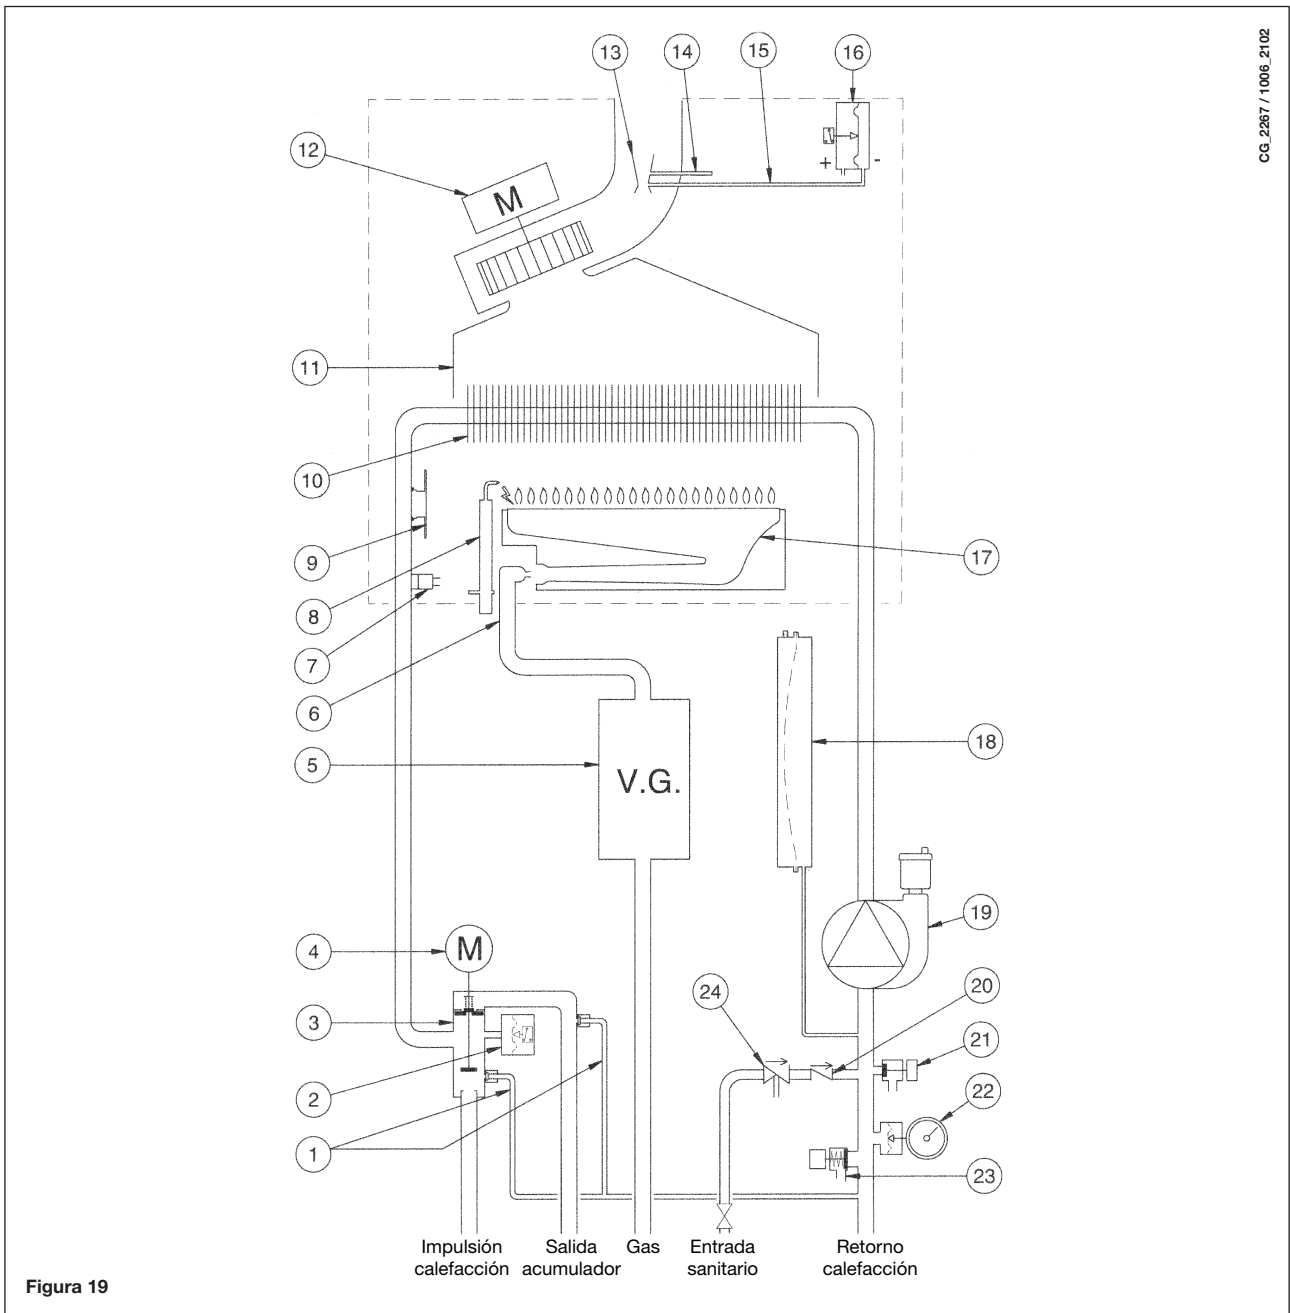 CG_2267 / 1006_2102
13
14
15
16
12
M
+
-
11
10
9
8
7
6
5
17
V.G.
18
4
M
3
2
1
19
24
20
21
22
23
Impulsión
calefacción
Salida
acumulador
Gas
Entrada
sanitario
Retorno
calefacción
Figura 19